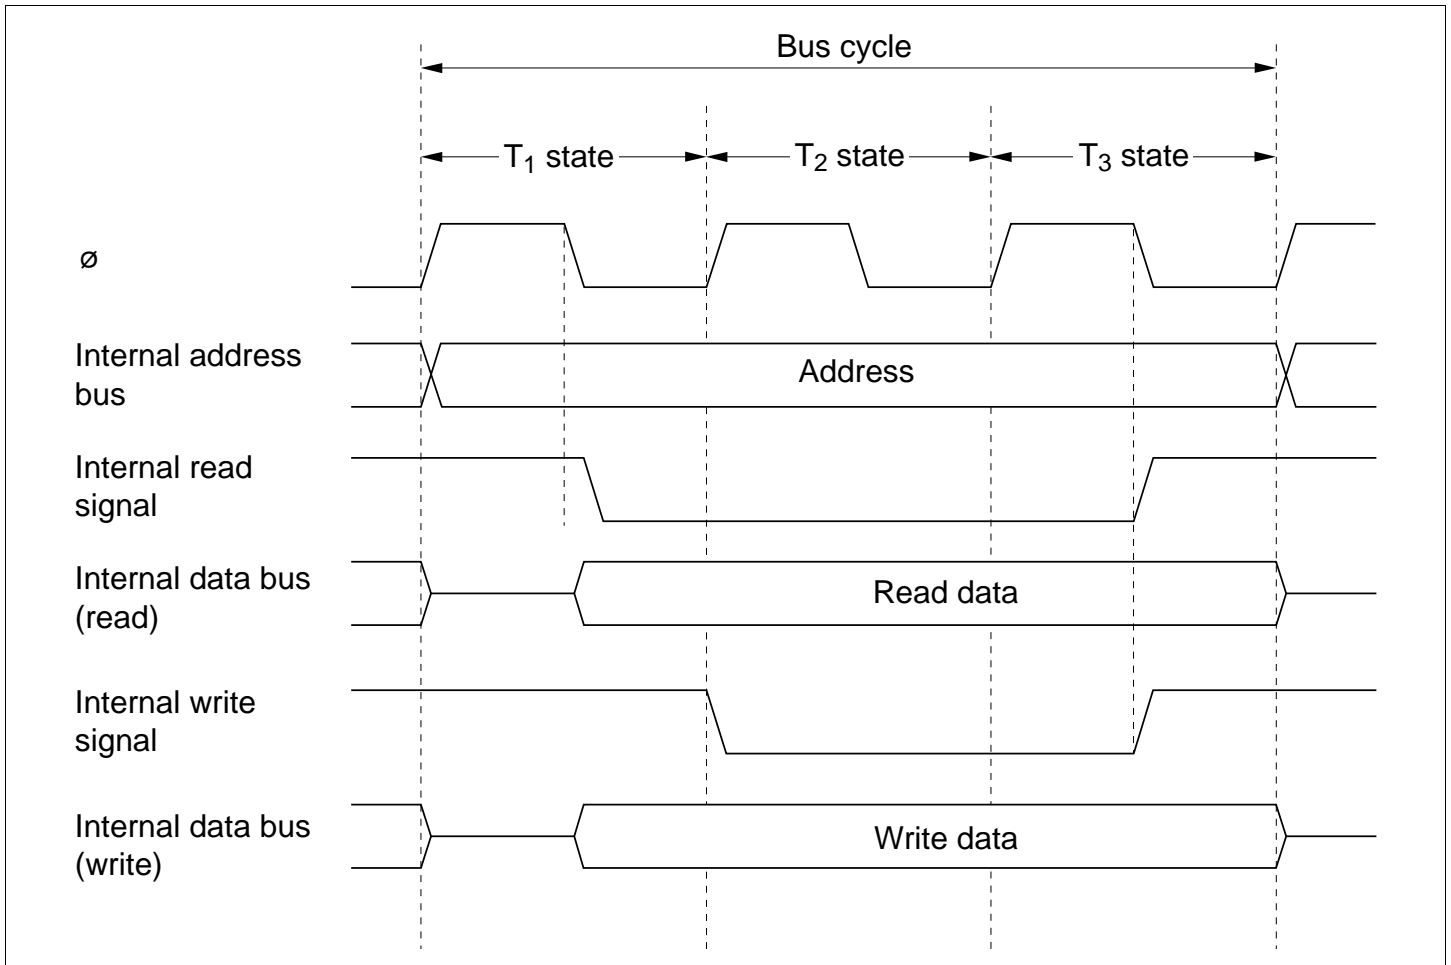 Bus cycle
T₁ state
T₂ state
T₃ state
ø
Internal address
bus
Address
Internal read
signal
Internal data bus
(read)
Read data
Internal write
signal
Internal data bus
(write)
Write data